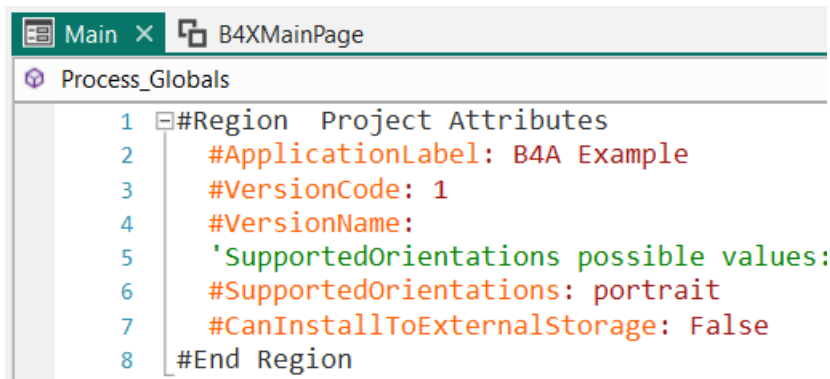 Main × B4XMainPage
Process_Globals
1 #Region  Project Attributes
2 #ApplicationLabel: B4A Example
3 #VersionCode: 1
4 #VersionName:
5 'SupportedOrientations possible values:
6 #SupportedOrientations: portrait
7 #CanInstallToExternalStorage: False
8 #End Region